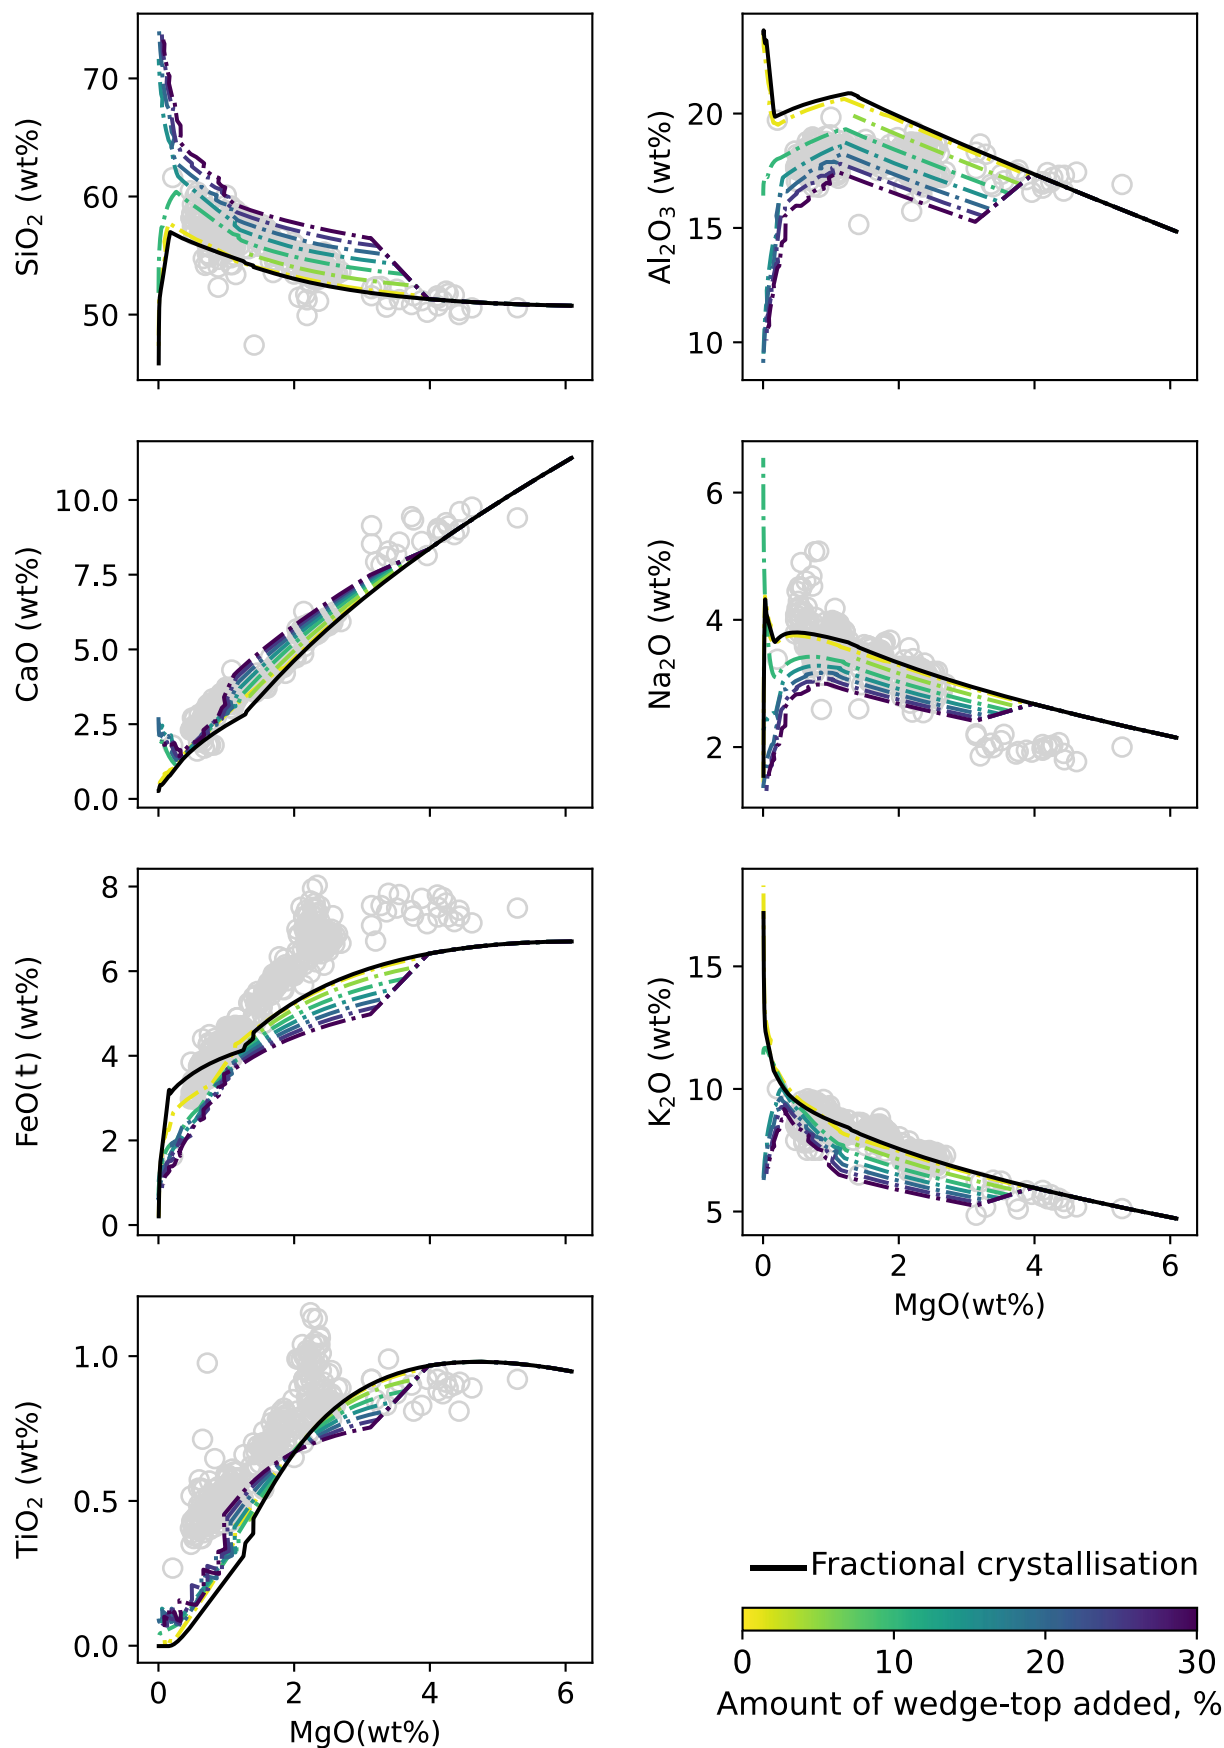 70
60
50
SiO₂ (wt%)
20
15
10
Al₂O₃ (wt%)
10.0
7.5
5.0
2.5
0.0
CaO (wt%)
6
4
2
Na₂O (wt%)
8
6
4
2
0
FeO(t) (wt%)
15
10
5
K₂O (wt%)
0 2 4 6
MgO(wt%)
1.0
0.5
0.0
TiO₂ (wt%)
0 2 4 6
MgO(wt%)
Fractional crystallisation
0 10 20 30
Amount of wedge-top added, %